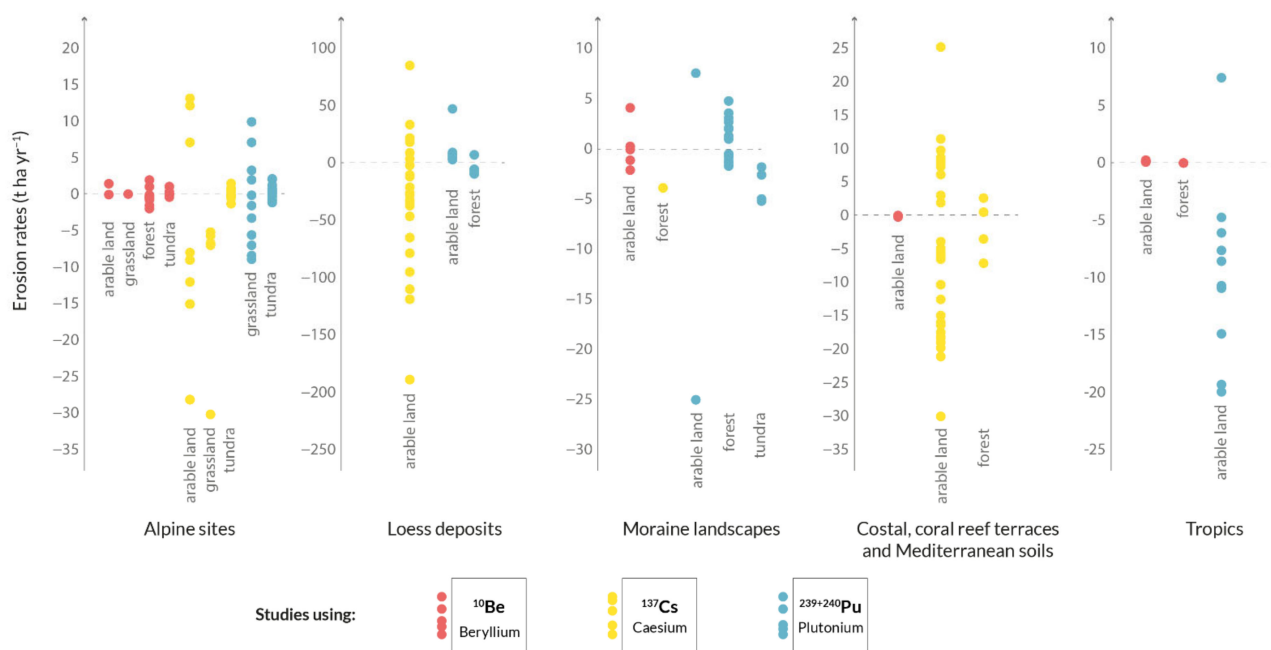 Erosion rates (t ha yr⁻¹)
20
15
10
5
0
−5
−10
−15
−20
−25
−30
−35
arable land
grassland
forest
tundra
arable land
grassland
tundra
grassland
tundra
Alpine sites
100
50
0
−50
−100
−150
−200
−250
arable land
arable land
forest
Loess deposits
10
5
0
−5
−10
−15
−20
−25
−30
arable land
forest
arable land
forest
tundra
Moraine landscapes
25
20
15
10
5
0
−5
−10
−15
−20
−25
−30
−35
arable land
arable land
forest
Costal, coral reef terraces
and Mediterranean soils
10
5
0
−5
−10
−15
−20
−25
arable land
forest
arable land
Tropics
Studies using:
¹⁰Be
Beryllium
¹³⁷Cs
Caesium
²³⁹⁺²⁴⁰Pu
Plutonium